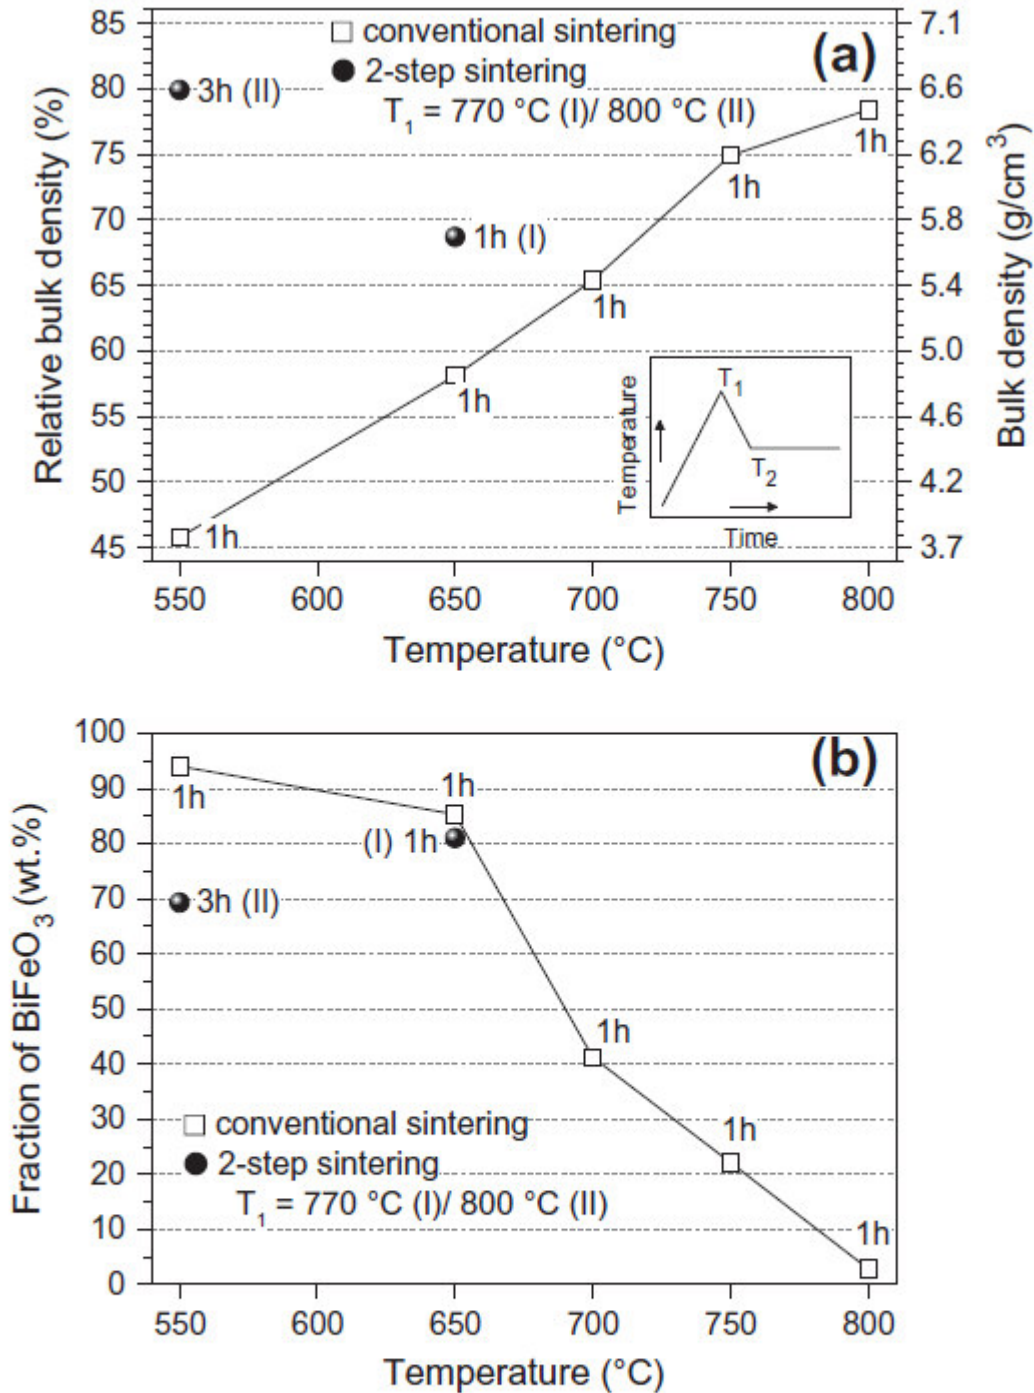 (a)
□ conventional sintering
● 2-step sintering
T₁ = 770 °C (I)/ 800 °C (II)
Relative bulk density (%)
85
80
75
70
65
60
55
50
45
Bulk density (g/cm³)
7.1
6.6
6.2
5.8
5.4
5.0
4.6
4.2
3.7
3h (II)
1h (I)
1h
1h
1h
1h
1h
Temperature
T₁
T₂
Time
550 600 650 700 750 800
Temperature (°C)
(b)
Fraction of BiFeO₃ (wt.%)
100
90
80
70
60
50
40
30
20
10
0
1h
1h
(I) 1h
3h (II)
1h
1h
1h
□ conventional sintering
● 2-step sintering
T₁ = 770 °C (I)/ 800 °C (II)
550 600 650 700 750 800
Temperature (°C)